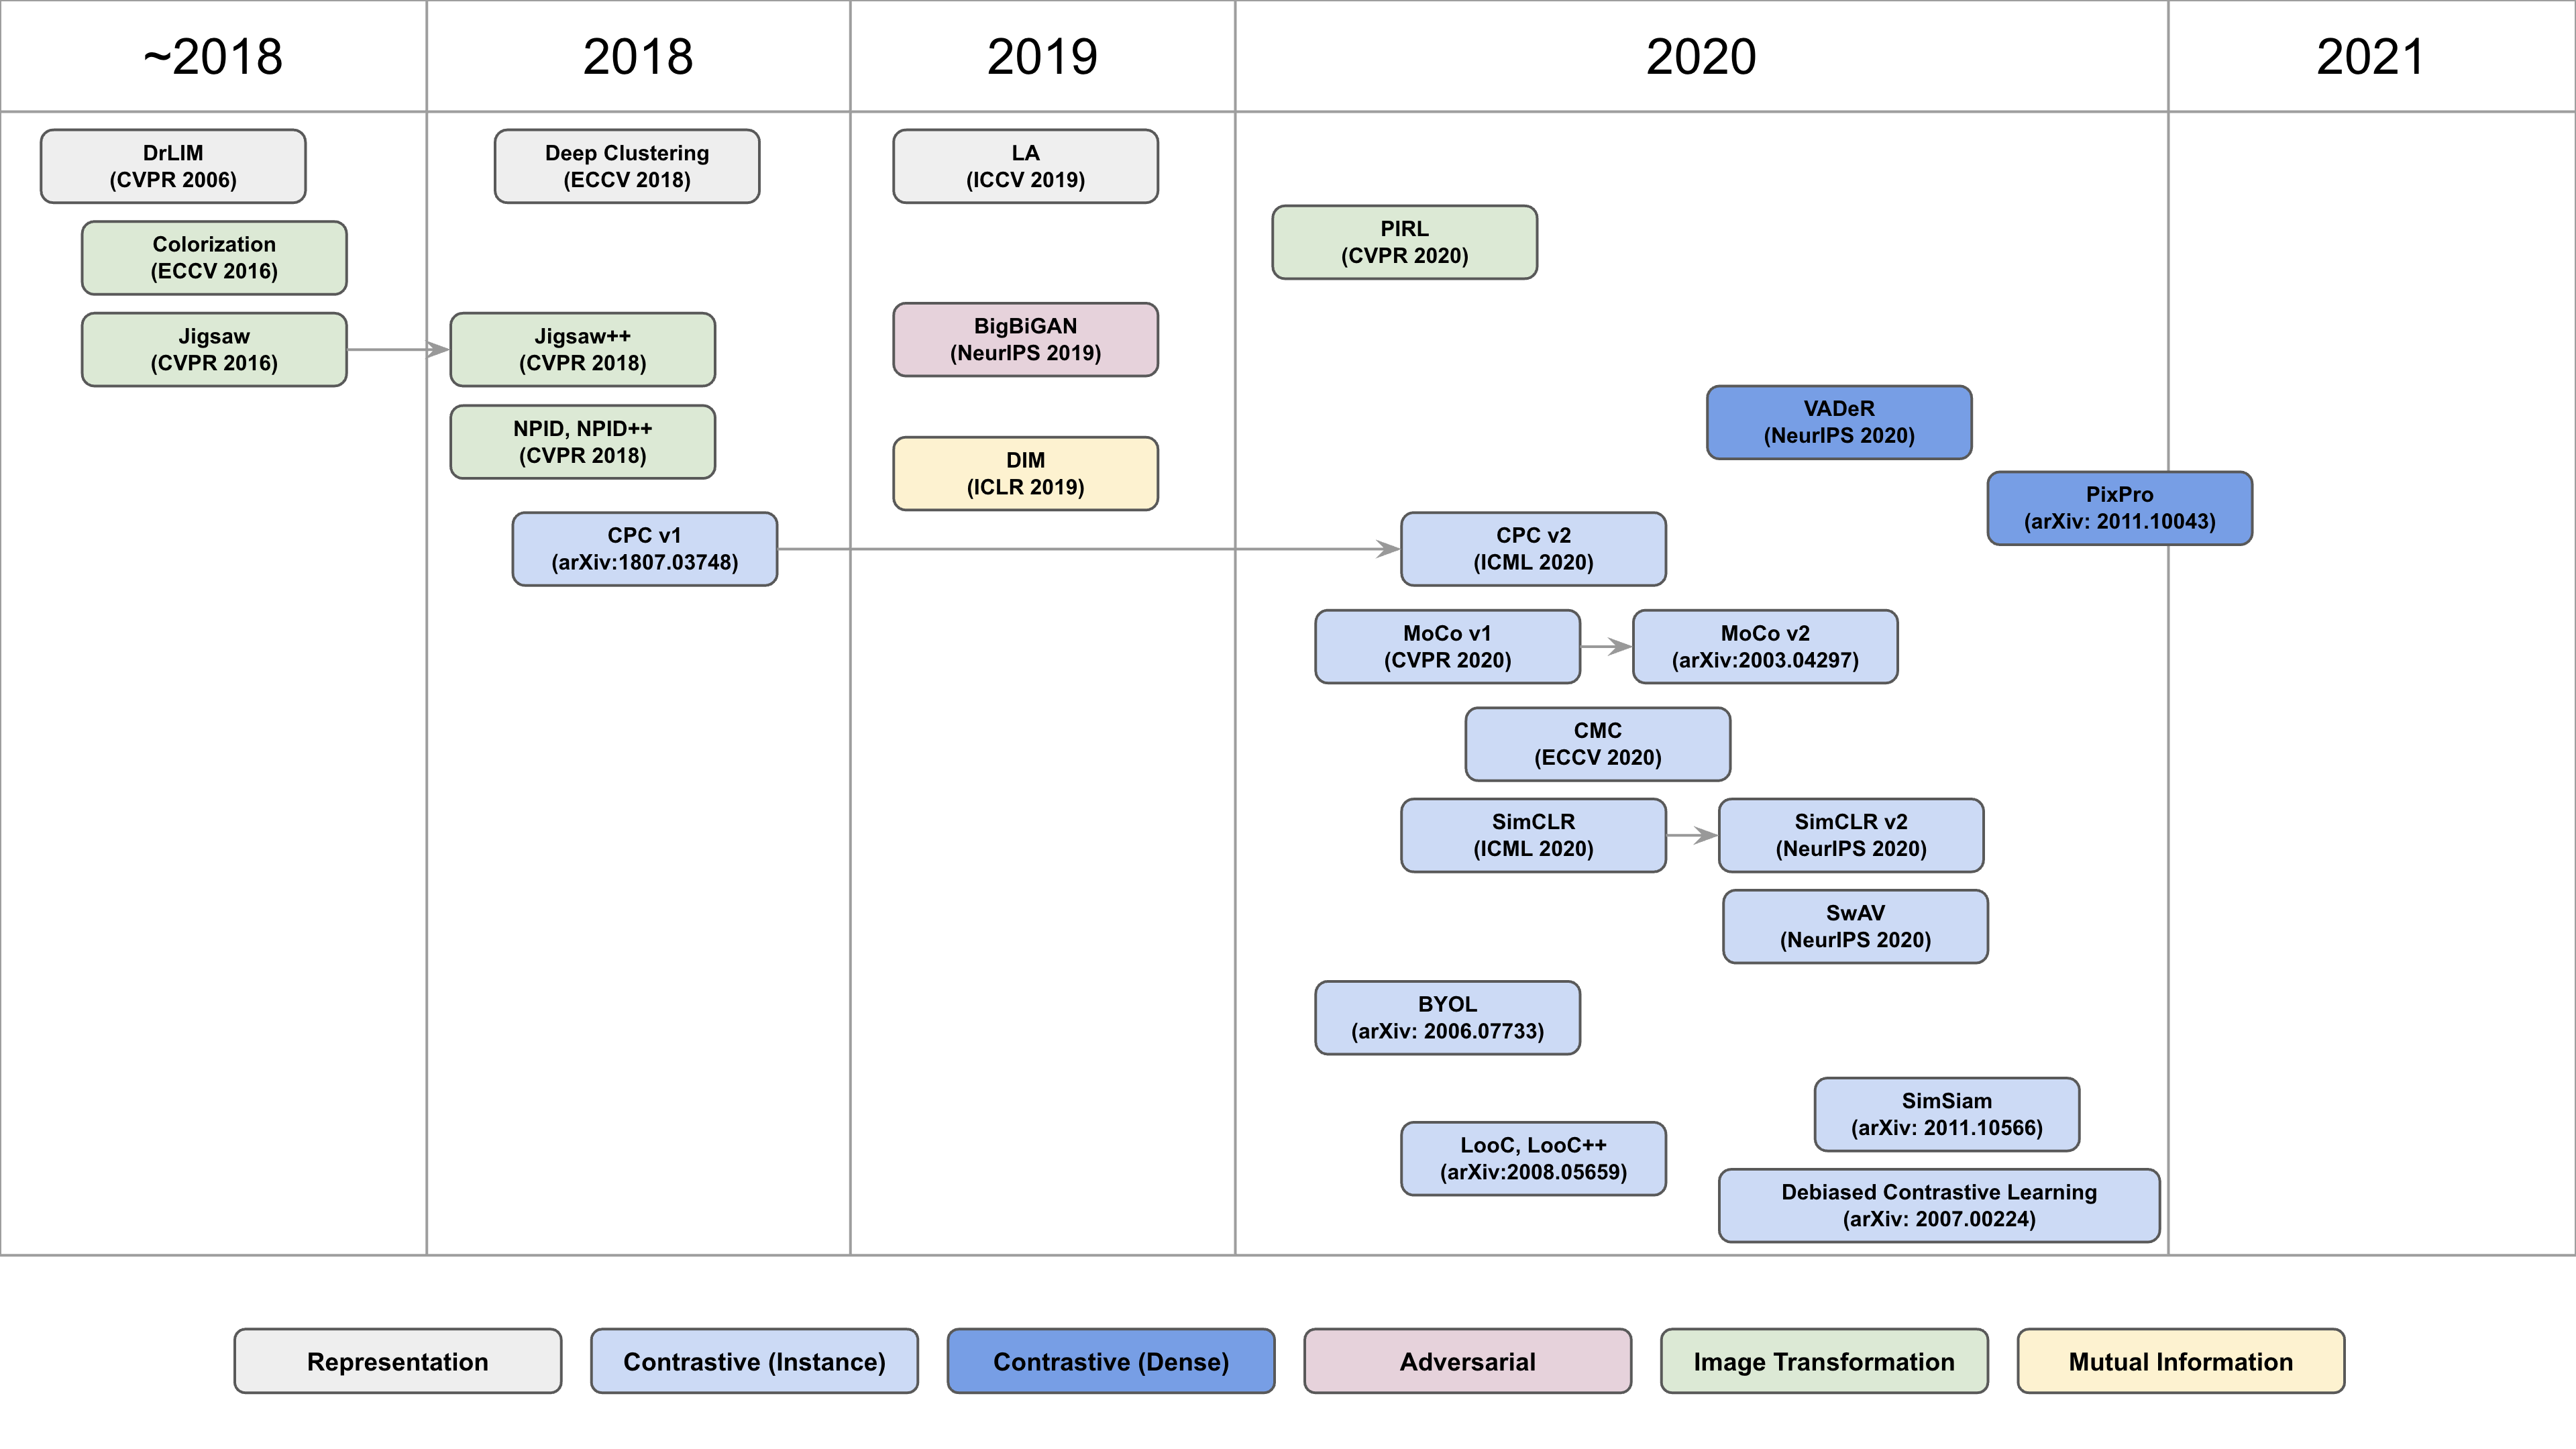 ~2018
2018
2019
2020
2021
DrLIM
(CVPR 2006)
Deep Clustering
(ECCV 2018)
LA
(ICCV 2019)
PIRL
(CVPR 2020)
Colorization
(ECCV 2016)
Jigsaw
(CVPR 2016)
Jigsaw++
(CVPR 2018)
BigBiGAN
(NeurIPS 2019)
VADeR
(NeurIPS 2020)
NPID, NPID++
(CVPR 2018)
DIM
(ICLR 2019)
PixPro
(arXiv: 2011.10043)
CPC v1
(arXiv:1807.03748)
CPC v2
(ICML 2020)
MoCo v1
(CVPR 2020)
MoCo v2
(arXiv:2003.04297)
CMC
(ECCV 2020)
SimCLR
(ICML 2020)
SimCLR v2
(NeurIPS 2020)
SwAV
(NeurIPS 2020)
BYOL
(arXiv: 2006.07733)
SimSiam
(arXiv: 2011.10566)
LooC, LooC++
(arXiv:2008.05659)
Debiased Contrastive Learning
(arXiv: 2007.00224)
Representation
Contrastive (Instance)
Contrastive (Dense)
Adversarial
Image Transformation
Mutual Information